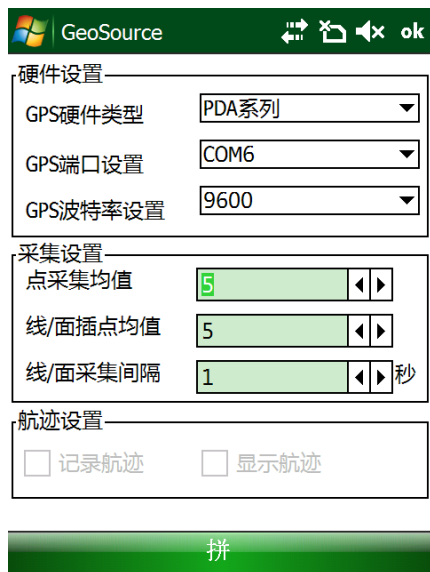 GeoSource ok
硬件设置
GPS硬件类型 PDA系列
GPS端口设置 COM6
GPS波特率设置 9600
采集设置
点采集均值 5
线/面插点均值 5
线/面采集间隔 1 秒
航迹设置
记录航迹 显示航迹
拼